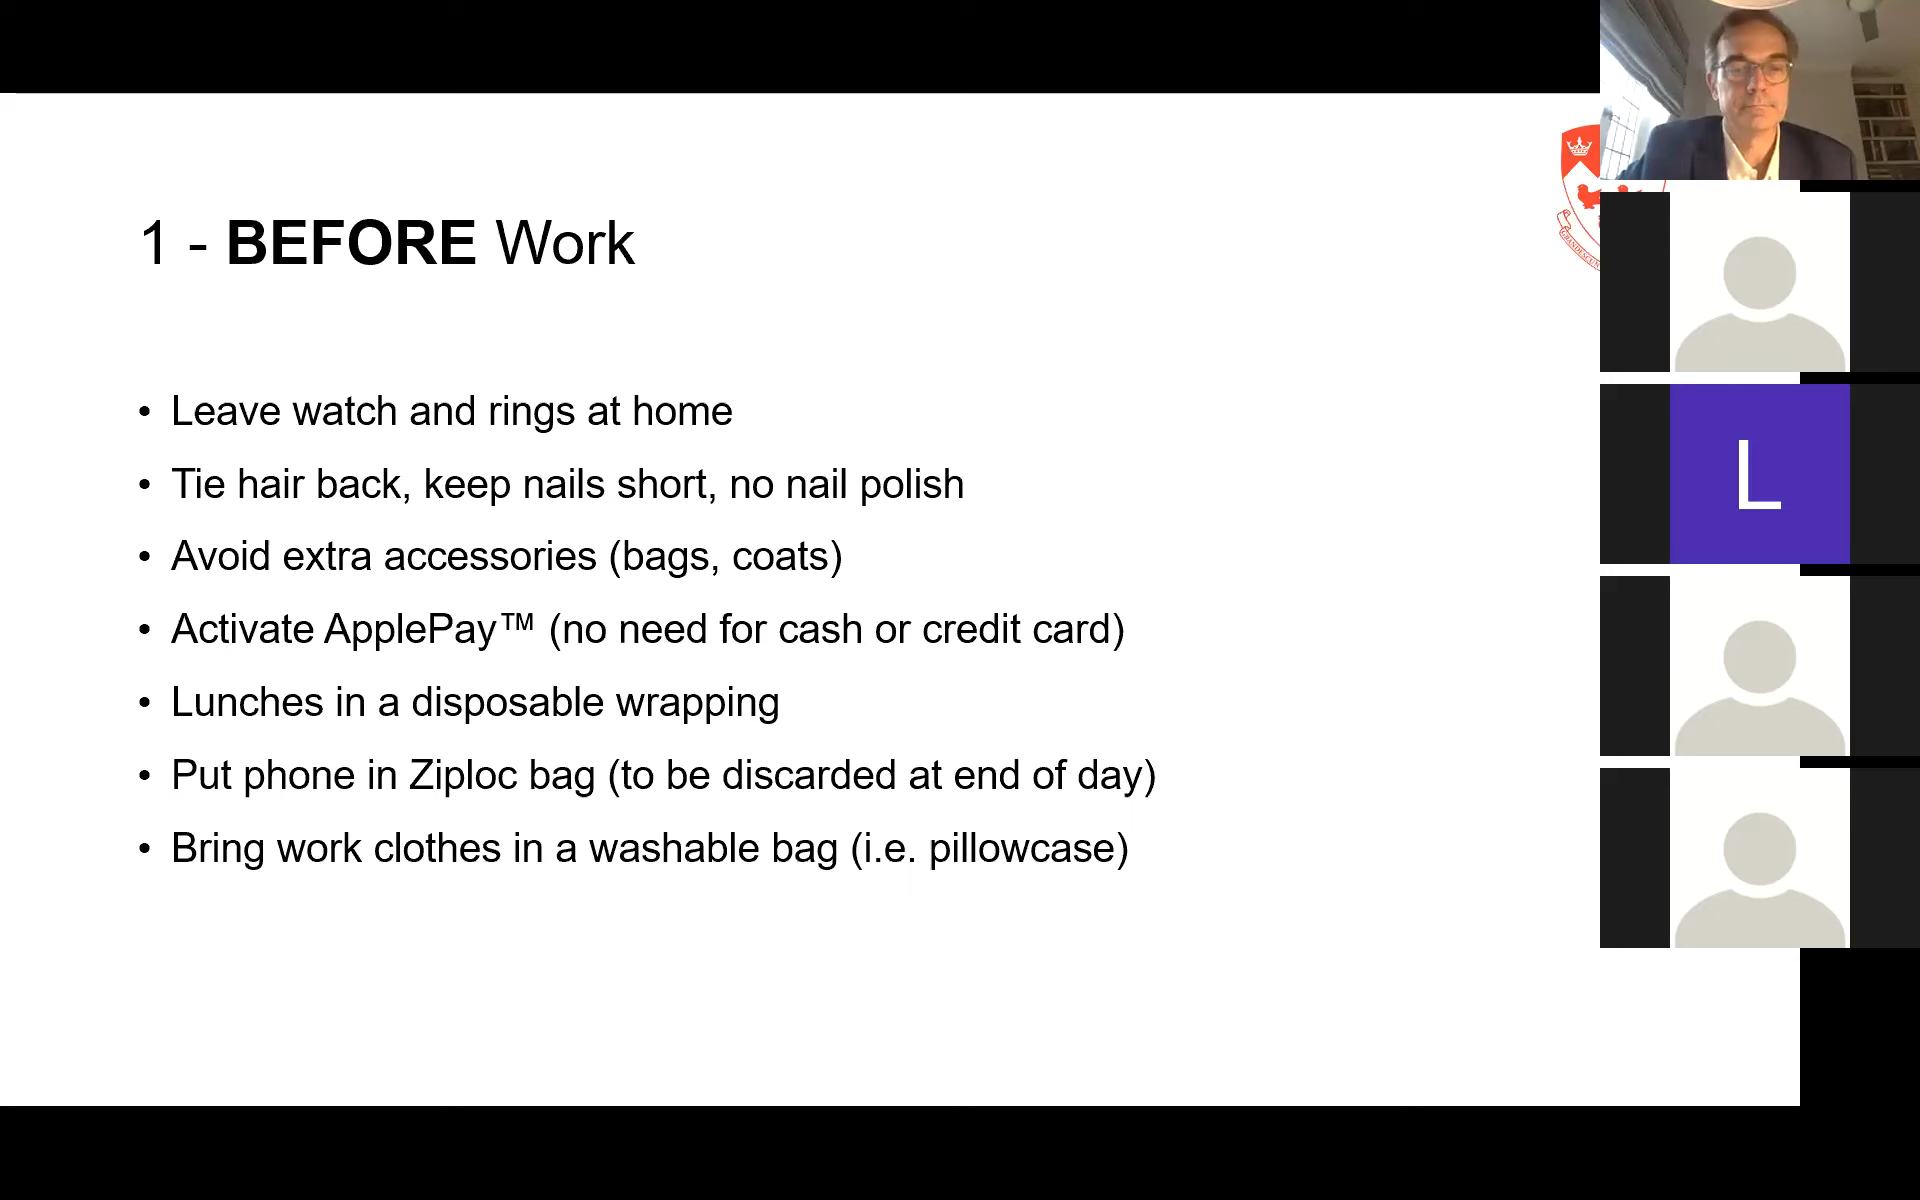 1 - BEFORE Work
• Leave watch and rings at home
• Tie hair back, keep nails short, no nail polish
• Avoid extra accessories (bags, coats)
• Activate ApplePay™ (no need for cash or credit card)
• Lunches in a disposable wrapping
• Put phone in Ziploc bag (to be discarded at end of day)
• Bring work clothes in a washable bag (i.e. pillowcase)
L